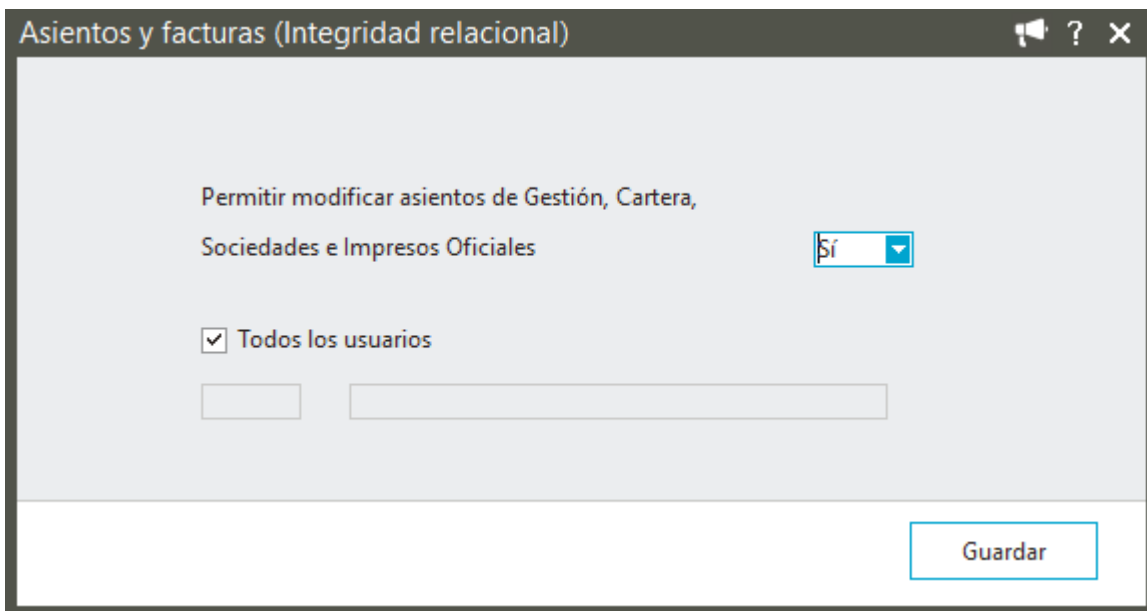 Asientos y facturas (Integridad relacional) ?
Permitir modificar asientos de Gestión, Cartera,
Sociedades e Impresos Oficiales Sí
Todos los usuarios
Guardar